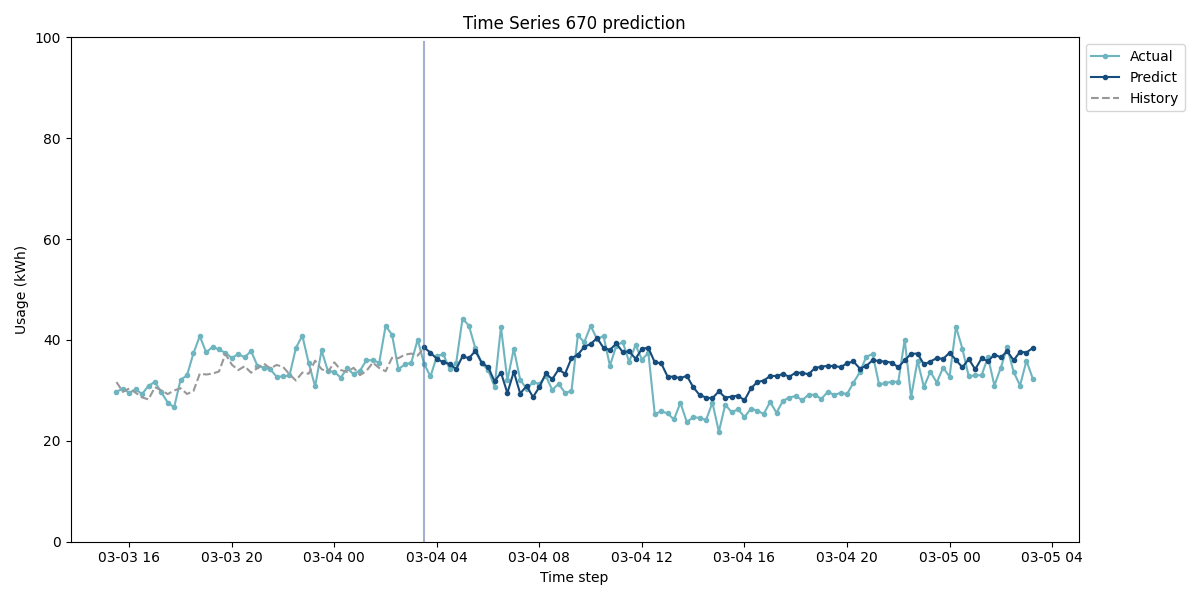 Time Series 670 prediction
100
80
60
40
20
0
Usage (kWh)
03-03 16 03-03 20 03-04 00 03-04 04 03-04 08 03-04 12 03-04 16 03-04 20 03-05 00 03-05 04
Time step
Actual
Predict
History